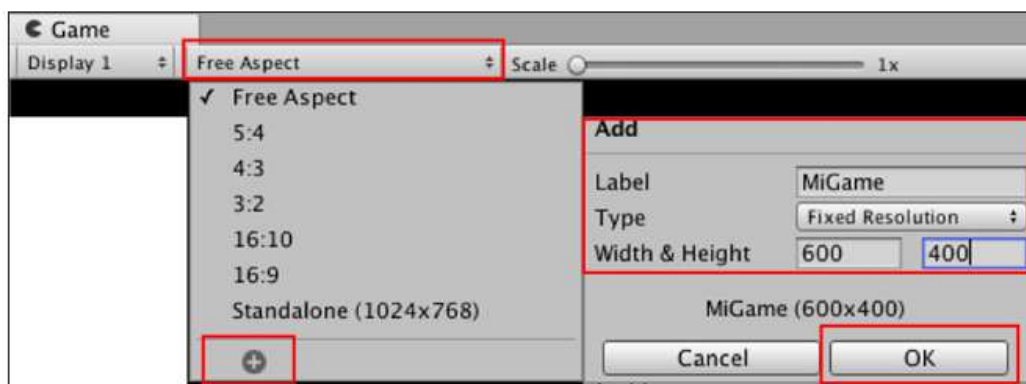 Game
Display 1
Free Aspect
Scale
1x
Free Aspect
5:4
4:3
3:2
16:10
16:9
Standalone (1024x768)
Add
Label MiGame
Type Fixed Resolution
Width & Height 600 400
MiGame (600x400)
Cancel
OK